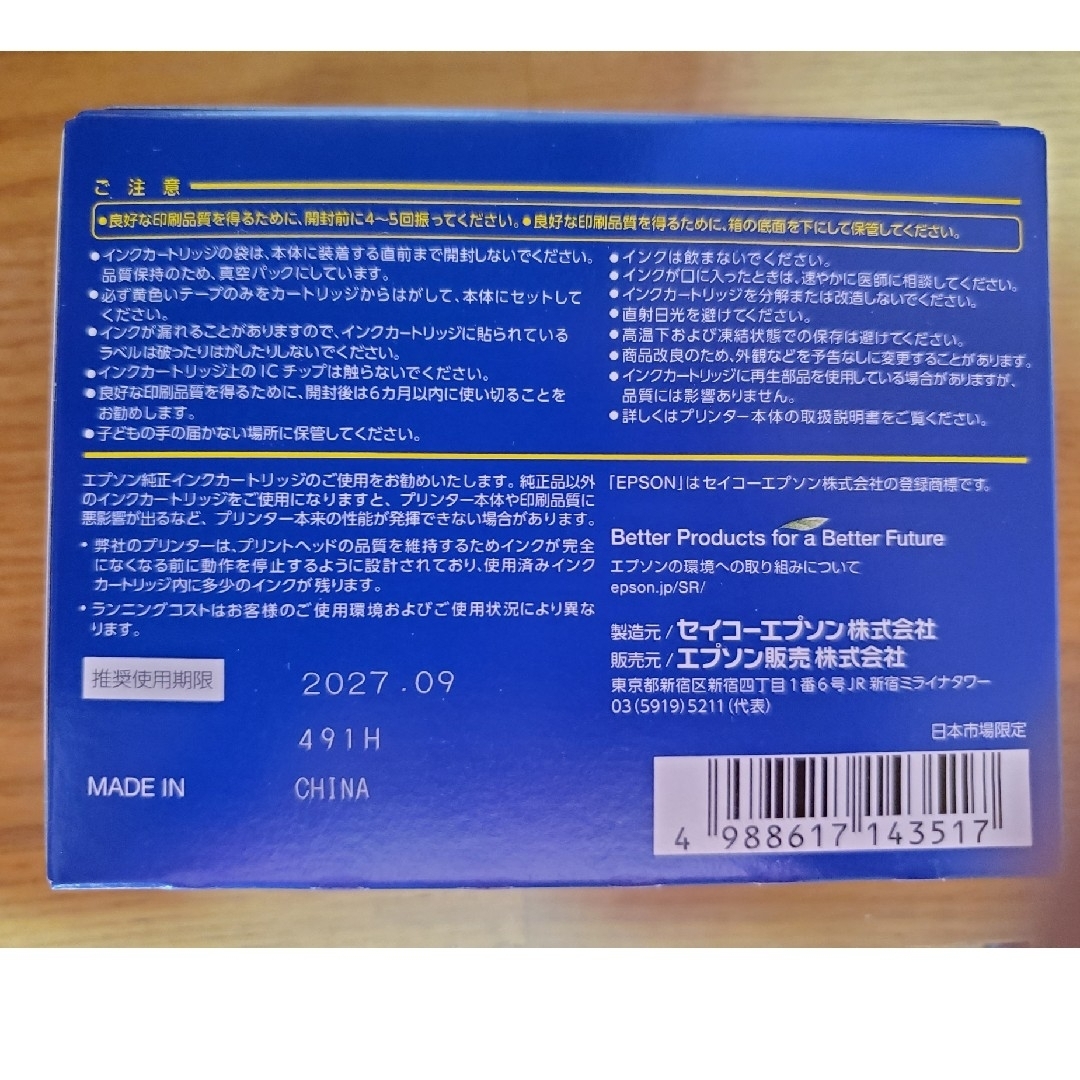 ご注意
●良好な印刷品質を得るために、開封前に4〜5回振ってください。●良好な印刷品質を得るために、箱の底面を下にして保管してください。
●インクカートリッジの袋は、本体に装着する直前まで開封しないでください。
品質保持のため、真空パックにしています。
●必ず黄色いテープのみをカートリッジからはがして、本体にセットして
ください。
●インクが漏れることがありますので、インクカートリッジに貼られている
ラベルは破ったりはがしたりしないでください。
●インクカートリッジ上のICチップは触らないでください。
●良好な印刷品質を得るために、開封後は6カ月以内に使い切ることを
お勧めします。
●子どもの手の届かない場所に保管してください。
●インクは飲まないでください。
●インクが口に入ったときは、速やかに医師に相談してください。
●インクカートリッジを分解または改造しないでください。
●直射日光を避けてください。
●高温下および凍結状態での保存は避けてください。
●商品改良のため、外観などを予告なしに変更することがあります。
●インクカートリッジに再生部品を使用している場合がありますが、
品質には影響ありません。
●詳しくはプリンター本体の取扱説明書をご覧ください。
エプソン純正インクカートリッジのご使用をお勧めいたします。純正品以外
のインクカートリッジをご使用になりますと、プリンター本体や印刷品質に
悪影響が出るなど、プリンター本来の性能が発揮できない場合があります。
・弊社のプリンターは、プリントヘッドの品質を維持するためインクが完全
になくなる前に動作を停止するように設計されており、使用済みインク
カートリッジ内に多少のインクが残ります。
・ランニングコストはお客様のご使用環境およびご使用状況により異な
ります。
推奨使用期限 2027.09
491H
MADE IN CHINA
「EPSON」はセイコーエプソン株式会社の登録商標です。
Better Products for a Better Future
エプソンの環境への取り組みについて
epson.jp/SR/
製造元/セイコーエプソン株式会社
販売元/エプソン販売株式会社
東京都新宿区新宿四丁目1番6号JR新宿ミライナタワー
03(5919)5211(代表)
日本市場限定
4 988617 143517